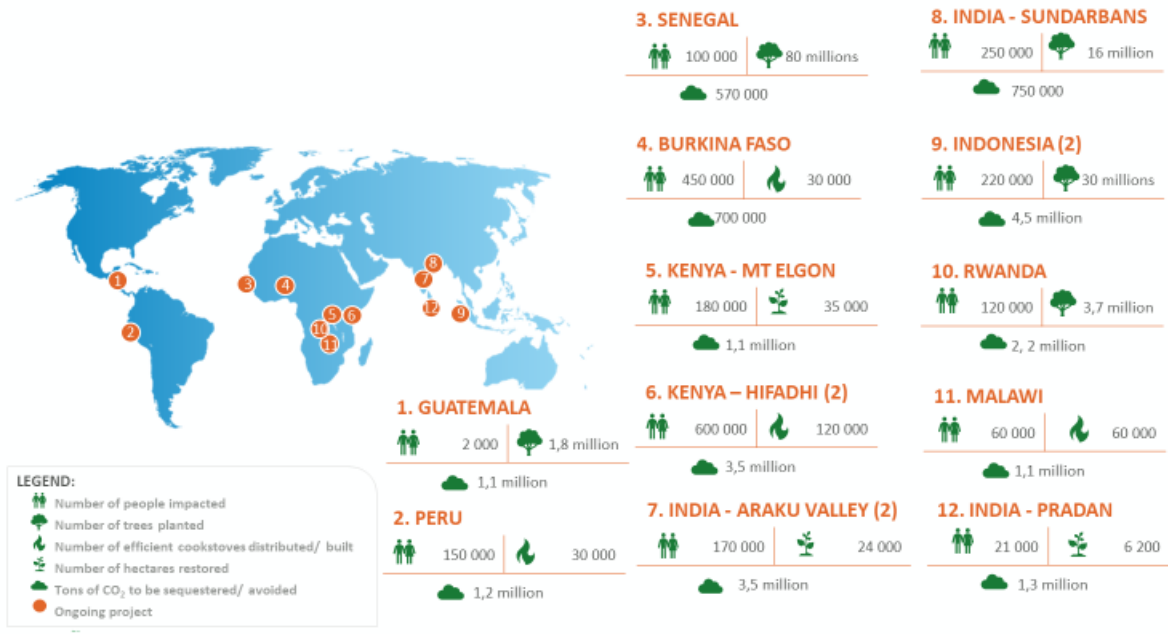 3. SENEGAL
100 000
80 millions
570 000
8. INDIA - SUNDARBANS
250 000
16 million
750 000
4. BURKINA FASO
450 000
30 000
700 000
9. INDONESIA (2)
220 000
30 millions
4,5 million
5. KENYA - MT ELGON
180 000
35 000
1,1 million
10. RWANDA
120 000
3,7 million
2, 2 million
6. KENYA – HIFADHI (2)
600 000
120 000
3,5 million
11. MALAWI
60 000
60 000
1,1 million
7. INDIA - ARAKU VALLEY (2)
170 000
24 000
3,5 million
12. INDIA - PRADAN
21 000
6 200
1,3 million
1. GUATEMALA
2 000
1,8 million
1,1 million
2. PERU
150 000
30 000
1,2 million
1
2
3
4
5
6
7
8
9
10
11
12
LEGEND:
Number of people impacted
Number of trees planted
Number of efficient cookstoves distributed/ built
Number of hectares restored
Tons of CO₂ to be sequestered/ avoided
Ongoing project